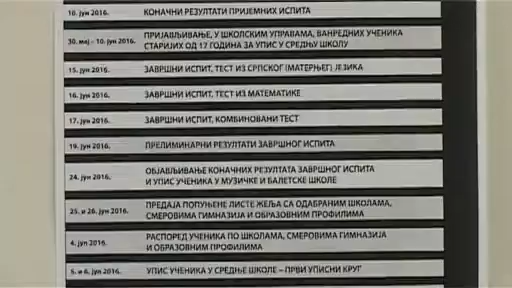 10. јун 2016. КОНАЧНИ РЕЗУЛТАТИ ПРИЈЕМНИХ ИСПИТА
30. мај - 10. јун 2016. ПРИЈАВЉИВАЊЕ, У ШКОЛСКИМ УПРАВАМА, ВАНРЕДНИХ УЧЕНИКА
СТАРИЈИХ ОД 17 ГОДИНА ЗА УПИС У СРЕДЊУ ШКОЛУ
15. јун 2016. ЗАВРШНИ ИСПИТ, ТЕСТ ИЗ СРПСКОГ (МАТЕРЊЕГ) ЈЕЗИКА
16. јун 2016. ЗАВРШНИ ИСПИТ, ТЕСТ ИЗ МАТЕМАТИКЕ
17. јун 2016. ЗАВРШНИ ИСПИТ, КОМБИНОВАНИ ТЕСТ
19. јун 2016. ПРЕЛИМИНАРНИ РЕЗУЛТАТИ ЗАВРШНОГ ИСПИТА
24. јун 2016. ОБЈАВЉИВАЊЕ КОНАЧНИХ РЕЗУЛТАТА ЗАВРШНОГ ИСПИТА
И УПИС УЧЕНИКА У МУЗИЧКЕ И БАЛЕТСКЕ ШКОЛЕ
25. и 26. јун 2016. ПРЕДАЈА ПОПУЊЕНЕ ЛИСТЕ ЖЕЉА СА ОДАБРАНИМ ШКОЛАМА,
СМЕРОВИМА ГИМНАЗИЈА И ОБРАЗОВНИМ ПРОФИЛИМА
4. јул 2016. РАСПОРЕД УЧЕНИКА ПО ШКОЛАМА, СМЕРОВИМА ГИМНАЗИЈА
И ОБРАЗОВНИМ ПРОФИЛИМА
5. и 6. јул 2016. УПИС УЧЕНИКА У СРЕДЊЕ ШКОЛЕ – ПРВИ УПИСНИ КРУГ